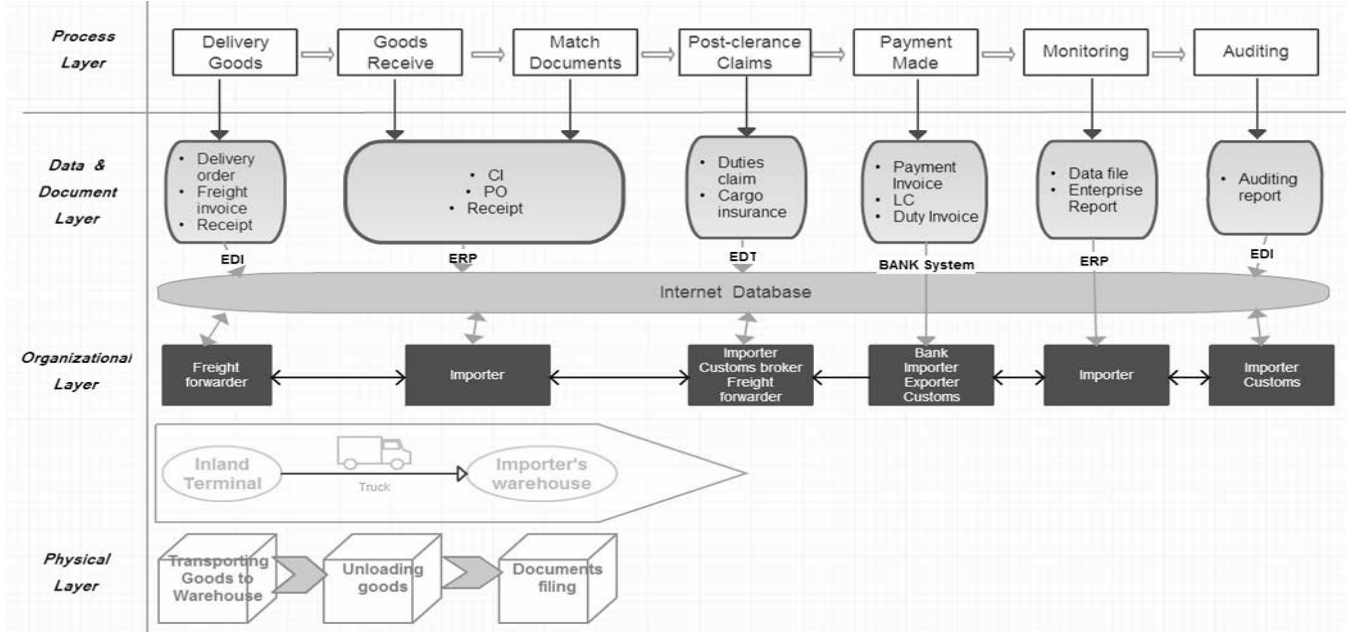 Process
Layer
Delivery
Goods
Goods
Receive
Match
Documents
Post-clerance
Claims
Payment
Made
Monitoring
Auditing
Data &
Document
Layer
• Delivery
order
• Freight
invoice
• Receipt
• CI
• PO
• Receipt
• Duties
claim
• Cargo
insurance
• Payment
Invoice
• LC
• Duty Invoice
• Data file
• Enterprise
Report
• Auditing
report
EDI
ERP
EDT
BANK System
ERP
EDI
Internet Database
Organizational
Layer
Freight
forwarder
Importer
Importer
Customs broker
Freight
forwarder
Bank
Importer
Exporter
Customs
Importer
Importer
Customs
Inland
Terminal
Truck
Importer's
warehouse
Physical
Layer
Transporting
Goods to
Warehouse
Unloading
goods
Documents
filing